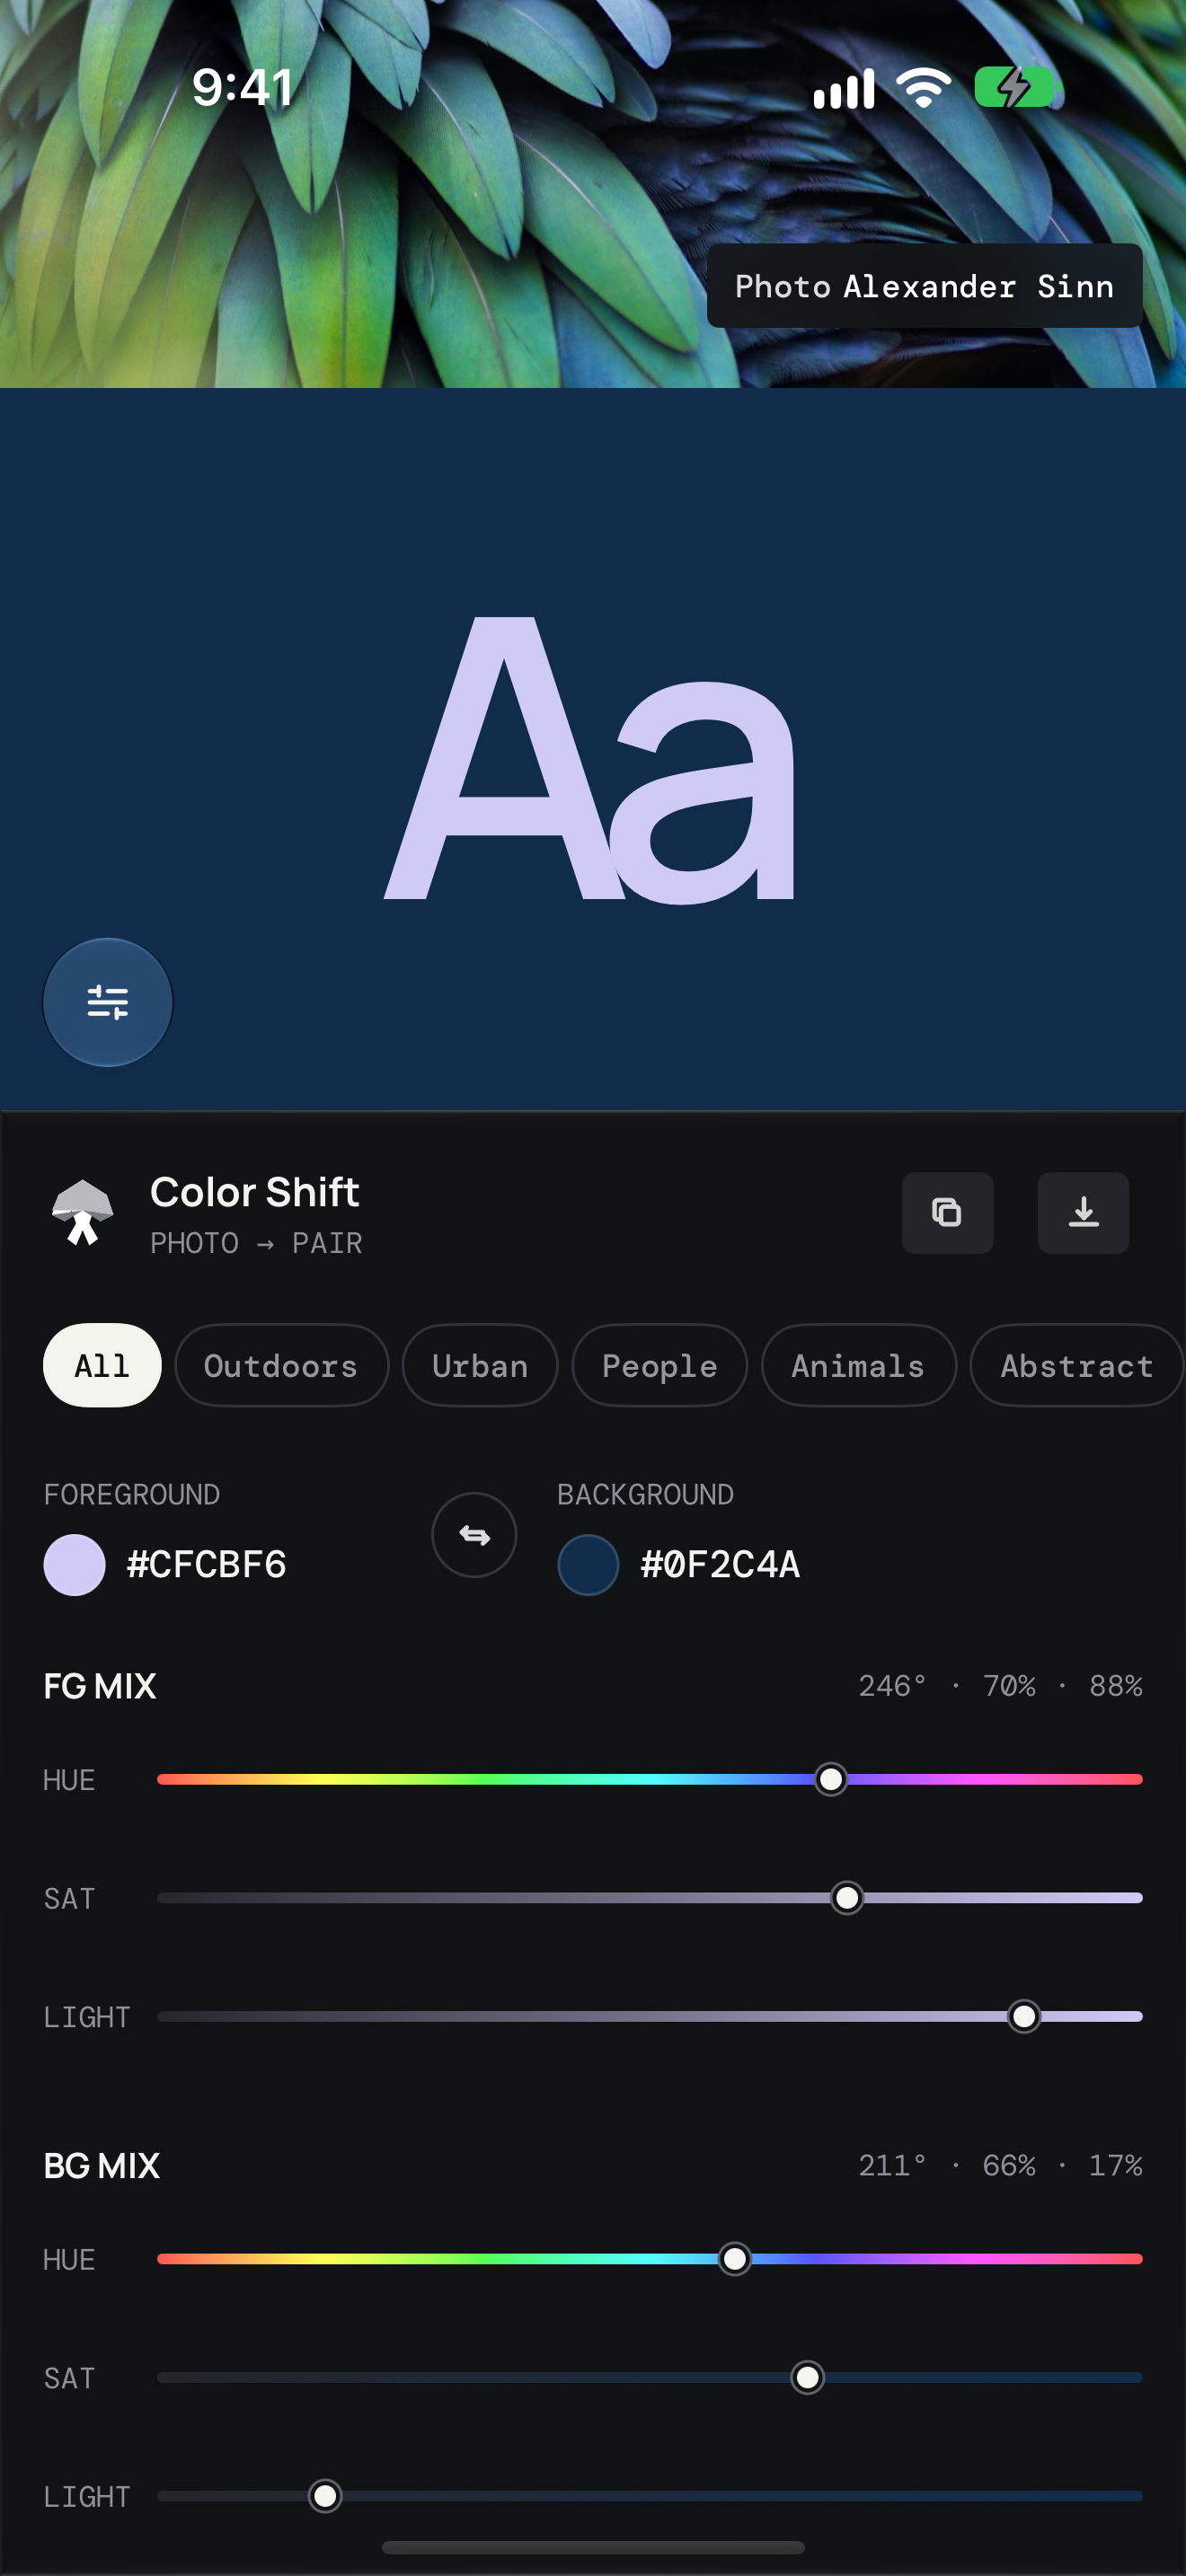 9:41
Photo Alexander Sinn
Aa
Color Shift
PHOTO → PAIR
All Outdoors Urban People Animals Abstract
FOREGROUND BACKGROUND
#CFCBF6 #0F2C4A
FG MIX 246° · 70% · 88%
HUE
SAT
LIGHT
BG MIX 211° · 66% · 17%
HUE
SAT
LIGHT